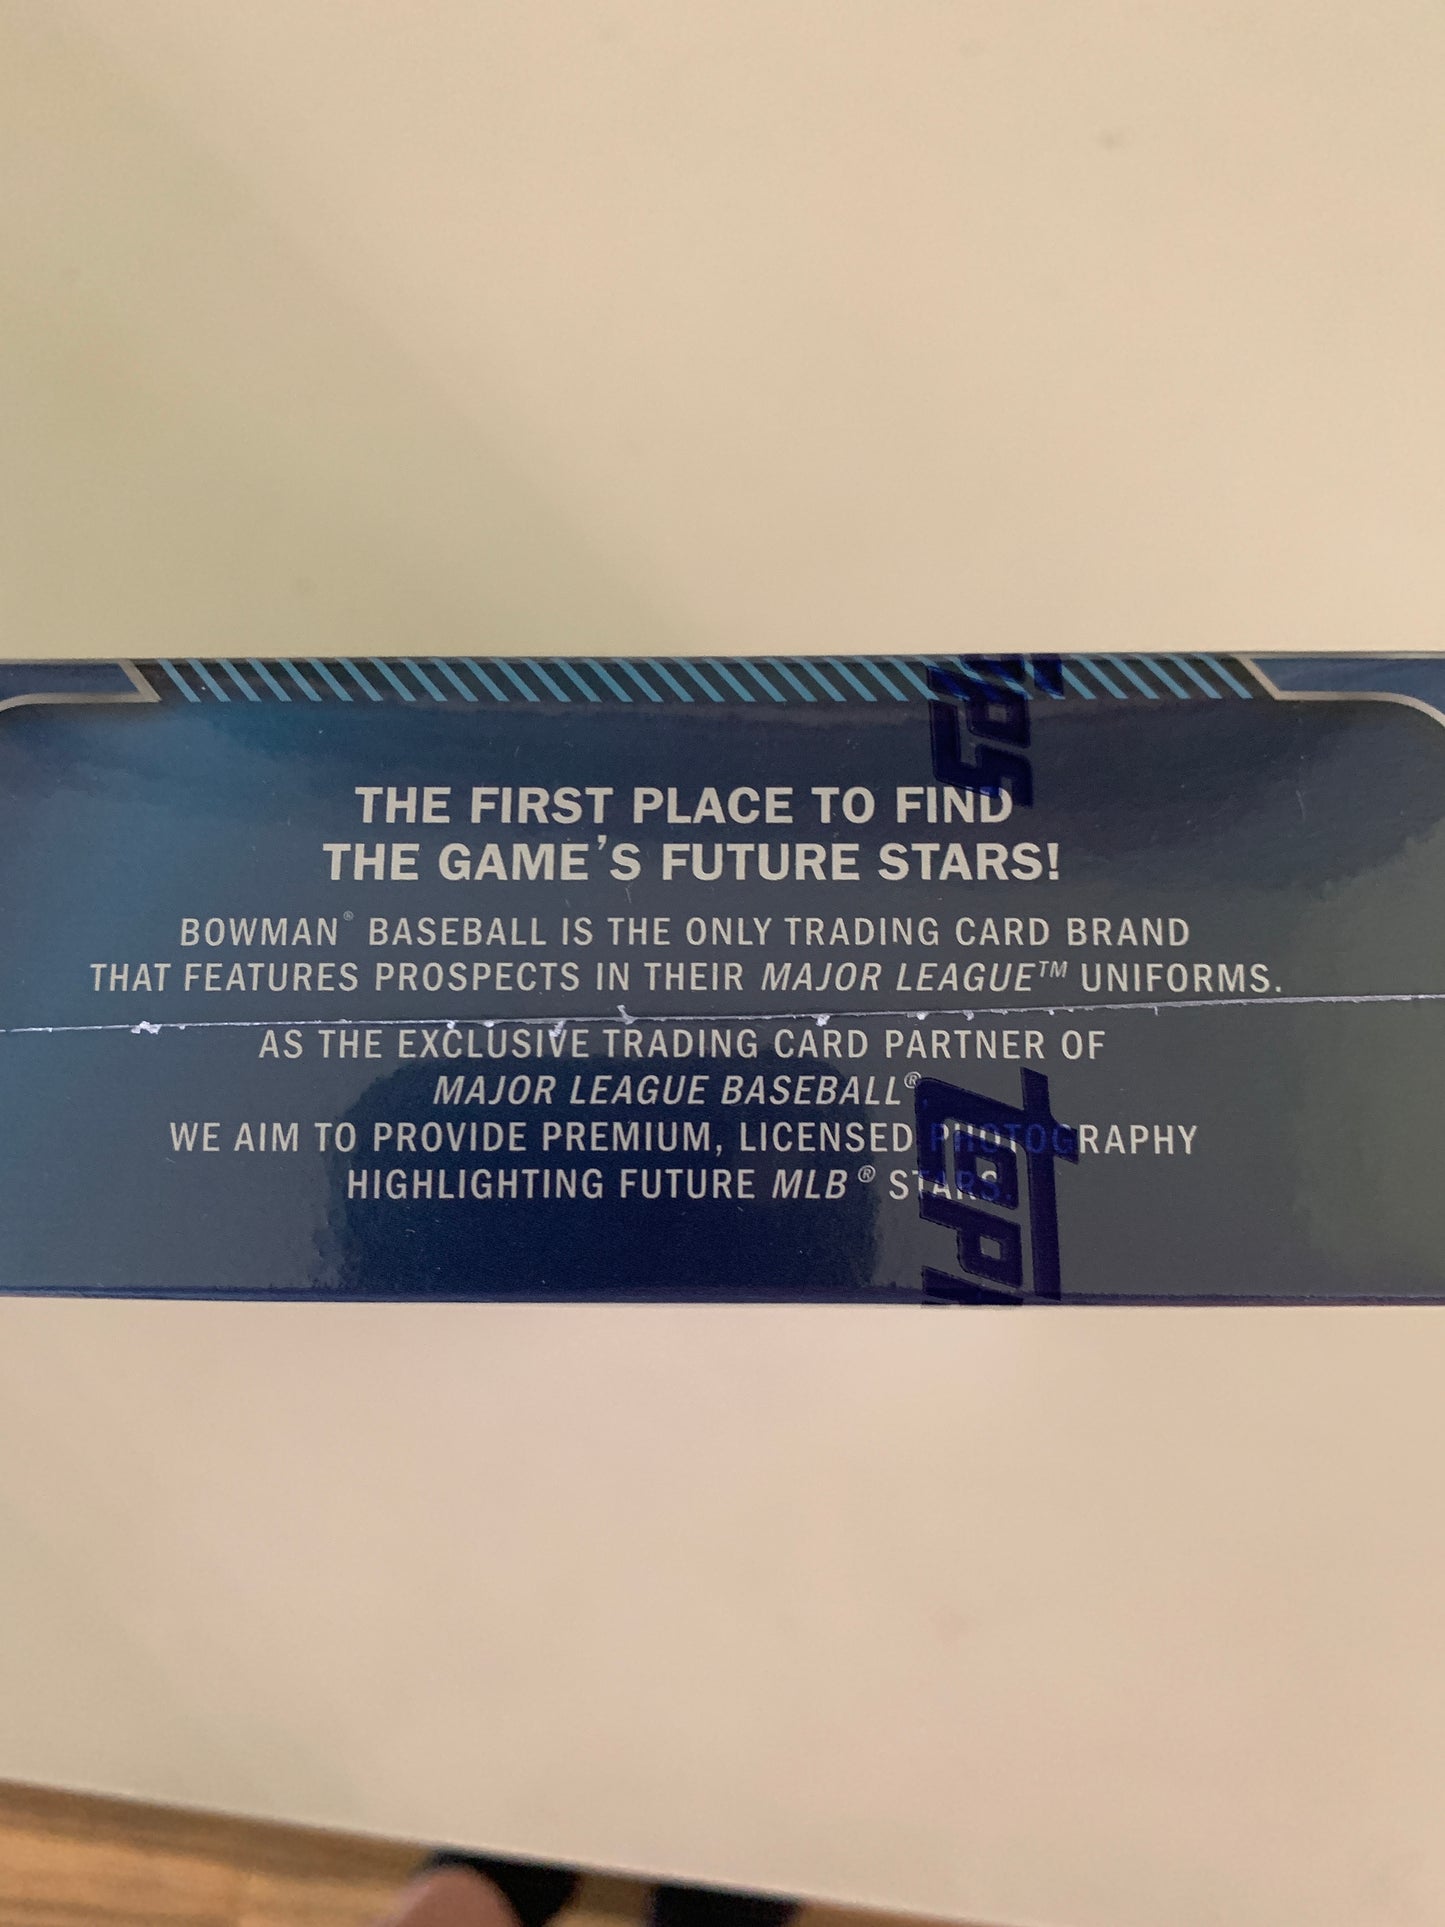 THE FIRST PLACE TO FIND
THE GAME'S FUTURE STARS!
BOWMAN® BASEBALL IS THE ONLY TRADING CARD BRAND
THAT FEATURES PROSPECTS IN THEIR MAJOR LEAGUE™ UNIFORMS.
AS THE EXCLUSIVE TRADING CARD PARTNER OF
MAJOR LEAGUE BASEBALL®
WE AIM TO PROVIDE PREMIUM, LICENSED PHOTOGRAPHY
HIGHLIGHTING FUTURE MLB® STARS.
pps
topp